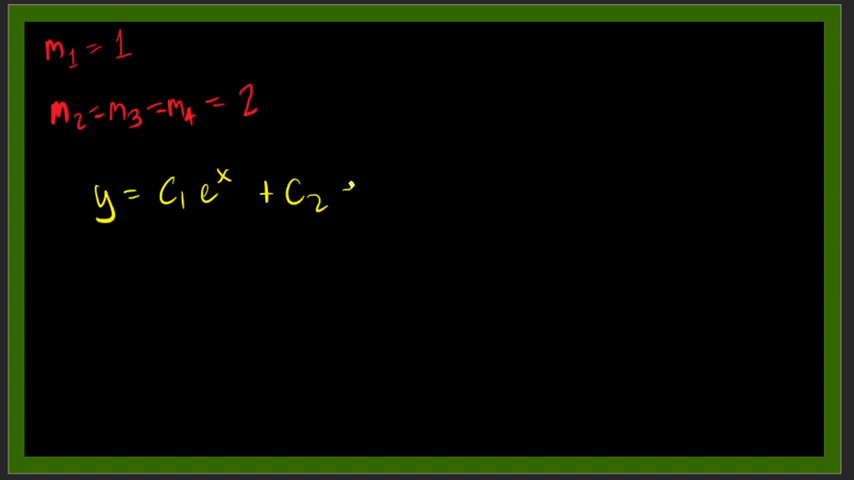 m₁ = 1
m₂ = m₃ = m₄ = 2
y = C₁ eˣ + C₂